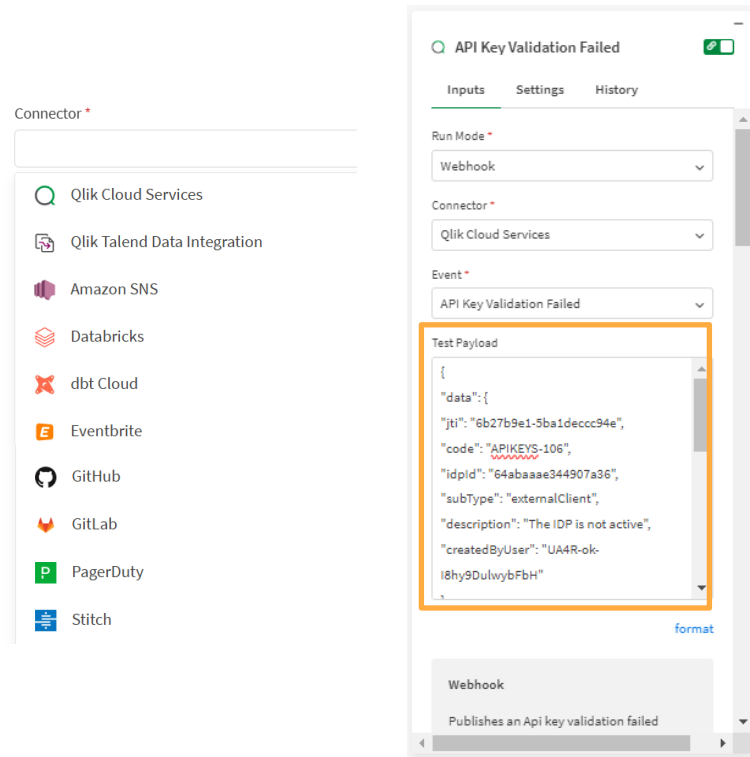 Connector *
Qlik Cloud Services
Qlik Talend Data Integration
Amazon SNS
Databricks
dbt Cloud
Eventbrite
GitHub
GitLab
PagerDuty
Stitch
API Key Validation Failed
Inputs Settings History
Run Mode *
Webhook
Connector *
Qlik Cloud Services
Event *
API Key Validation Failed
Test Payload
{
"data": {
"jti": "6b27b9e1-5ba1deccc94e",
"code": "APIKEYS-106",
"idpId": "64abaaae344907a36",
"subType": "externalClient",
"description": "The IDP is not active",
"createdByUser": "UA4R-ok-
I8hy9DulwybFbH"
format
Webhook
Publishes an Api key validation failed